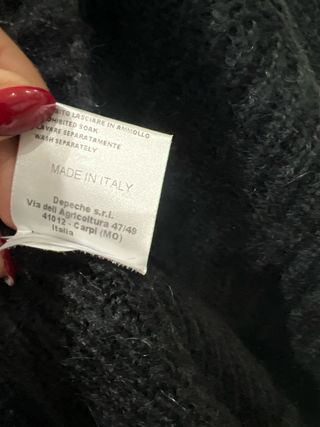 LASCIARE IN AMMOLLO
SOAK
LAVARE SEPARATAMENTE
WASH SEPARATELY
MADE IN ITALY
Depeche s.r.l.
Via dell Agricoltura 47/49
41012 - Carpi (MO)
Italia